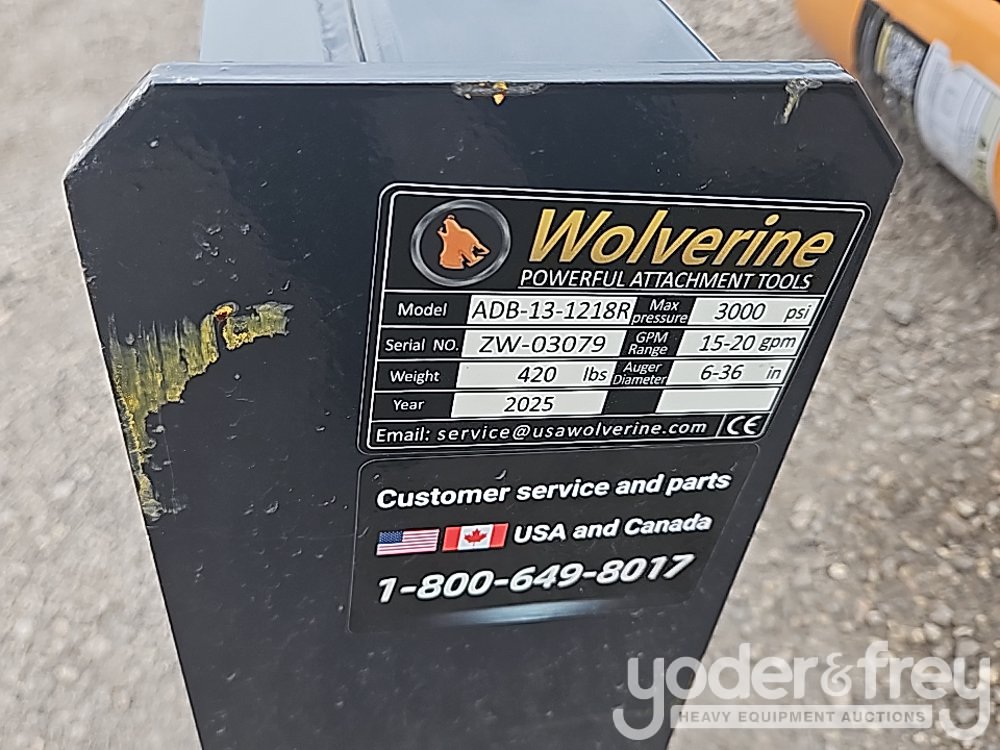 Wolverine
POWERFUL ATTACHMENT TOOLS
Model ADB-13-1218R Max pressure 3000 psi
Serial NO. ZW-03079 GPM Range 15-20 gpm
Weight 420 lbs Auger Diameter 6-36 in
Year 2025
Email: service@usawolverine.com CE
Customer service and parts
USA and Canada
1-800-649-8017
yoder&frey
HEAVY EQUIPMENT AUCTIONS